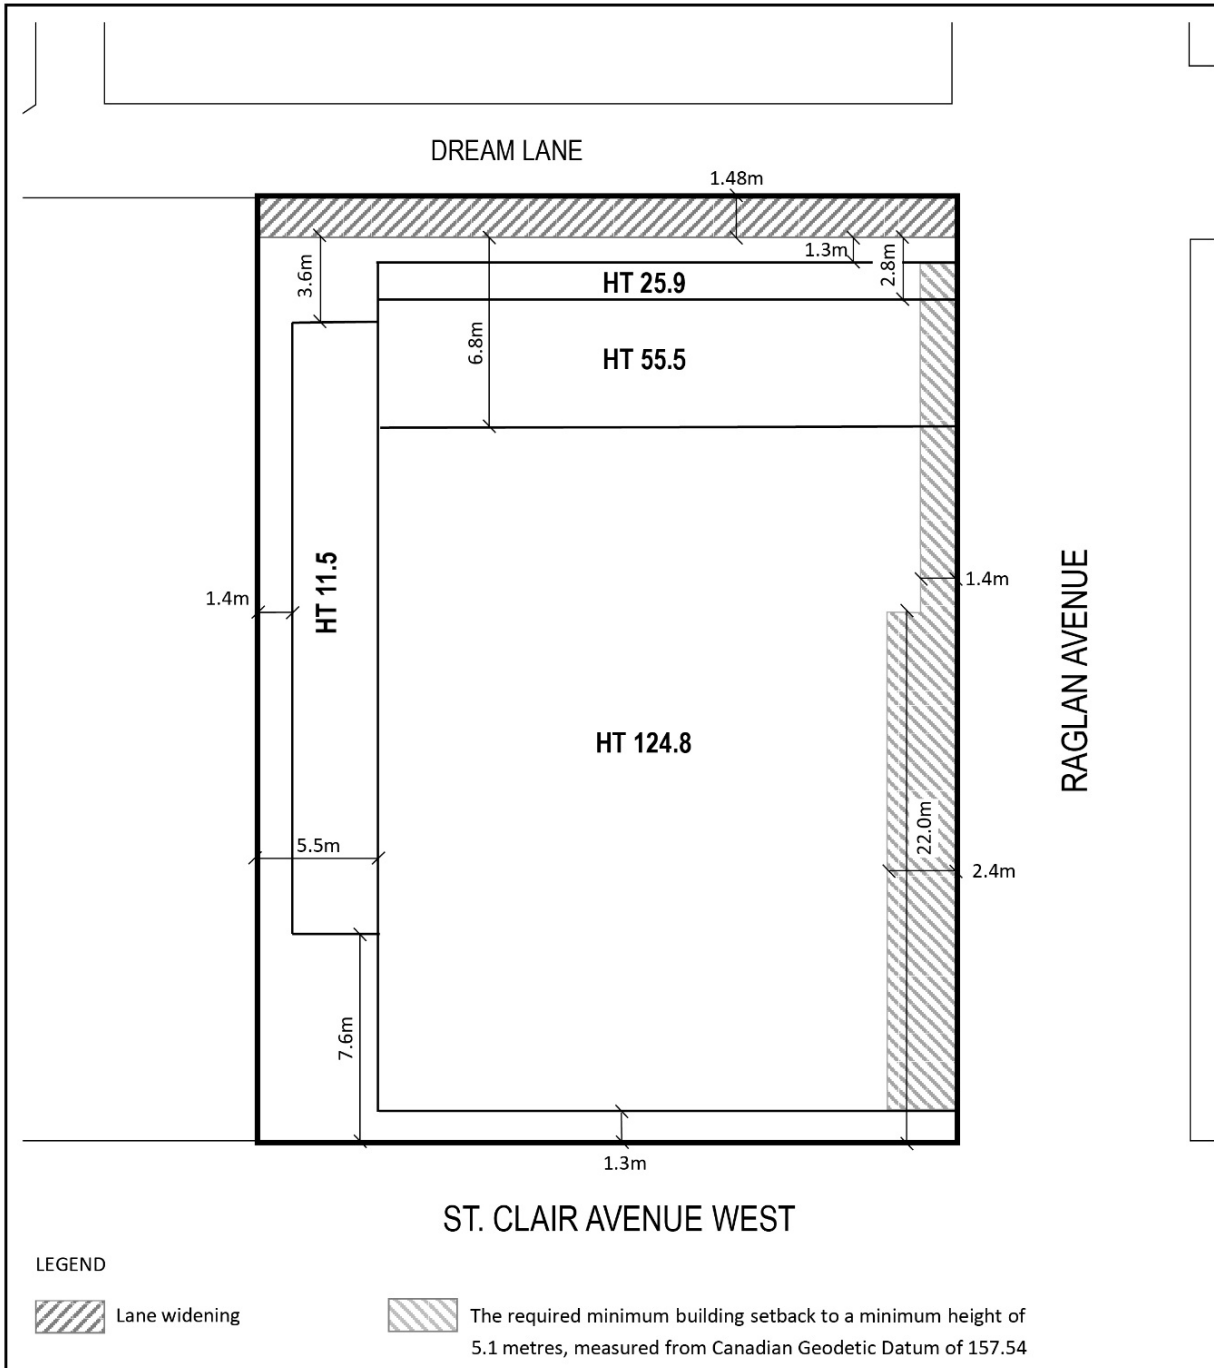 DREAM LANE
1.48m
1.3m
2.8m
3.6m
HT 25.9
6.8m
HT 55.5
HT 11.5
1.4m
1.4m
RAGLAN AVENUE
HT 124.8
22.0m
5.5m
2.4m
7.6m
1.3m
ST. CLAIR AVENUE WEST
LEGEND
Lane widening
The required minimum building setback to a minimum height of
5.1 metres, measured from Canadian Geodetic Datum of 157.54